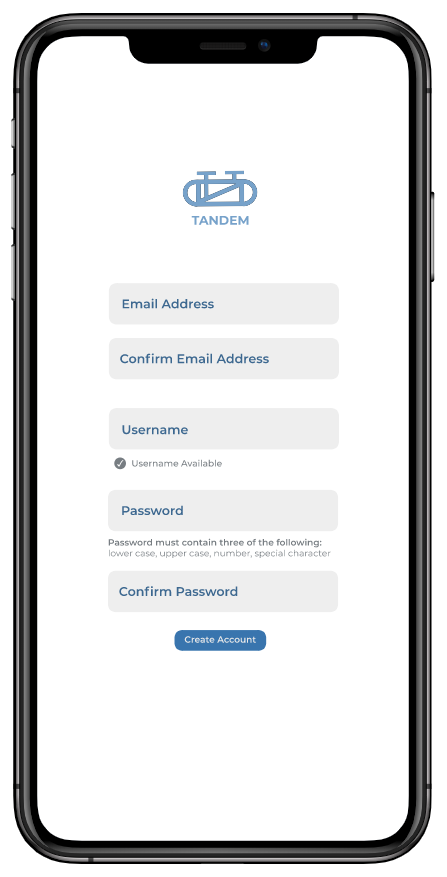 TANDEM
Email Address
Confirm Email Address
Username
Username Available
Password
Password must contain three of the following:
lower case, upper case, number, special character
Confirm Password
Create Account